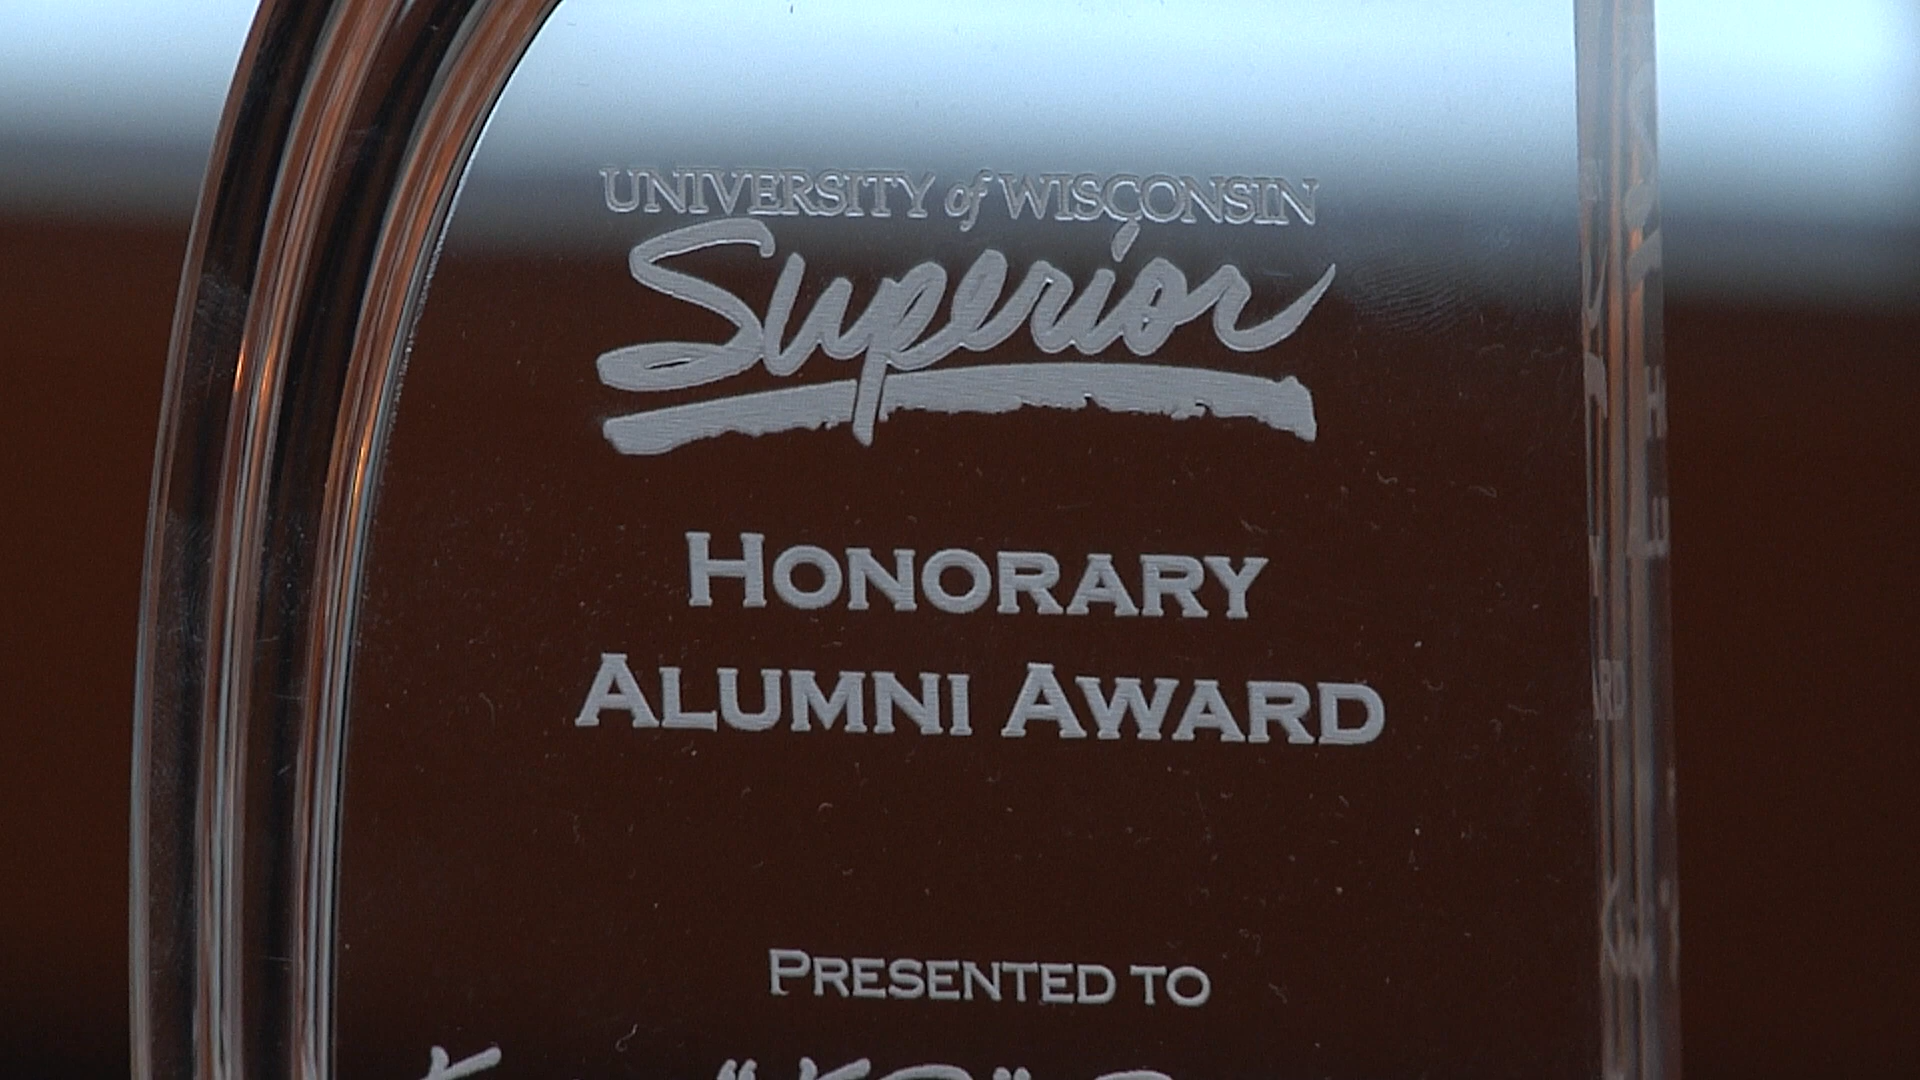 UNIVERSITY of WISCONSIN
Superior
HONORARY
ALUMNI AWARD
PRESENTED TO